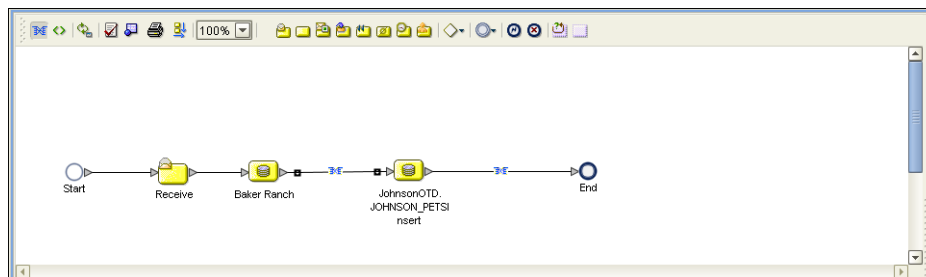 100%
Start
Receive
Baker Ranch
JohnsonOTD.
JOHNSON_PETSI
nsert
End